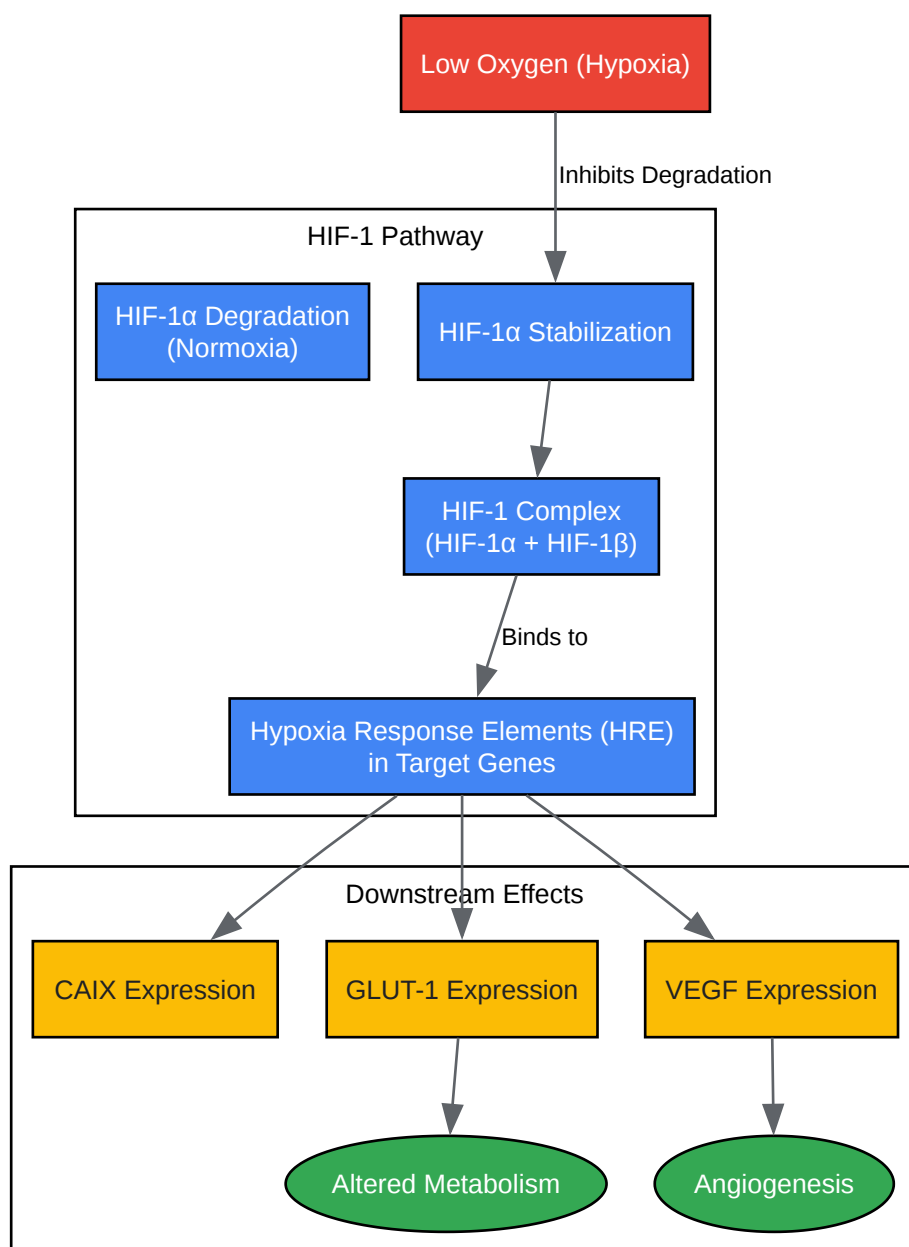 Low Oxygen (Hypoxia)
Inhibits Degradation
HIF-1 Pathway
HIF-1α Degradation
(Normoxia)
HIF-1α Stabilization
HIF-1 Complex
(HIF-1α + HIF-1β)
Binds to
Hypoxia Response Elements (HRE)
in Target Genes
Downstream Effects
CAIX Expression
GLUT-1 Expression
VEGF Expression
Altered Metabolism
Angiogenesis